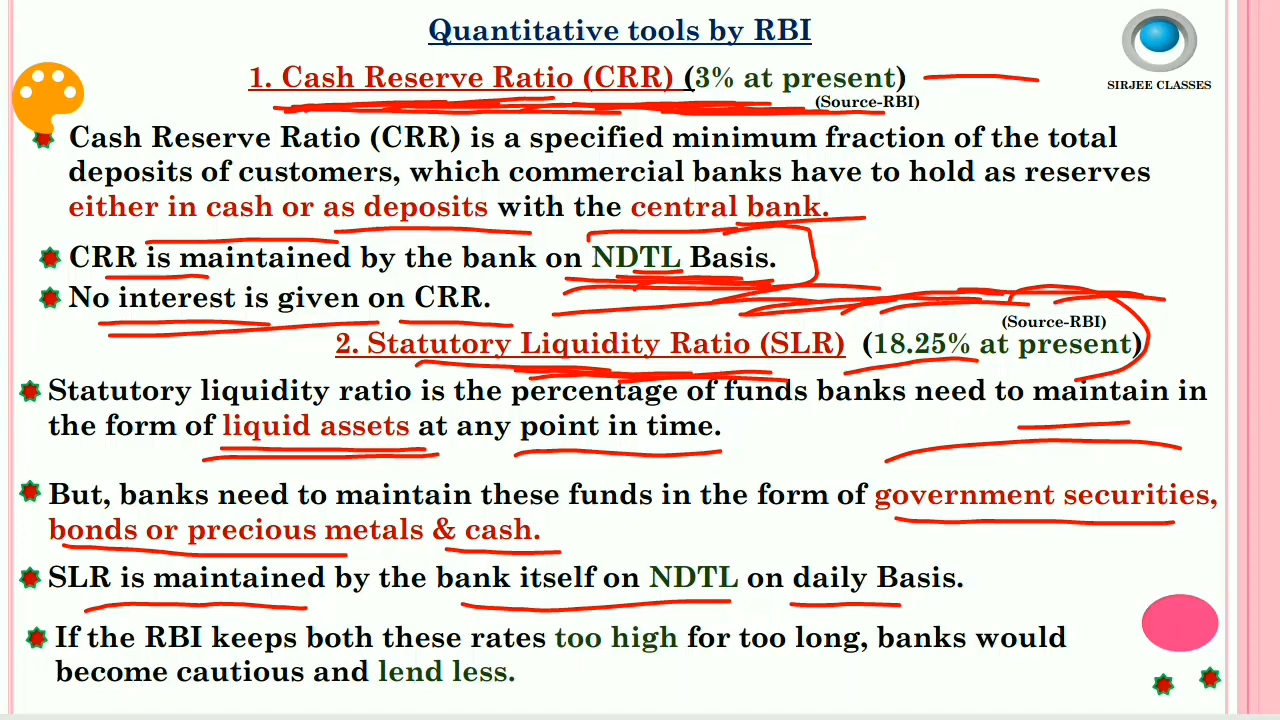 Quantitative tools by RBI
1. Cash Reserve Ratio (CRR) (3% at present)
(Source-RBI)
SIRJEE CLASSES
Cash Reserve Ratio (CRR) is a specified minimum fraction of the total
deposits of customers, which commercial banks have to hold as reserves
either in cash or as deposits with the central bank.
CRR is maintained by the bank on NDTL Basis.
No interest is given on CRR.
(Source-RBI)
2. Statutory Liquidity Ratio (SLR) (18.25% at present)
Statutory liquidity ratio is the percentage of funds banks need to maintain in
the form of liquid assets at any point in time.
But, banks need to maintain these funds in the form of government securities,
bonds or precious metals & cash.
SLR is maintained by the bank itself on NDTL on daily Basis.
If the RBI keeps both these rates too high for too long, banks would
become cautious and lend less.